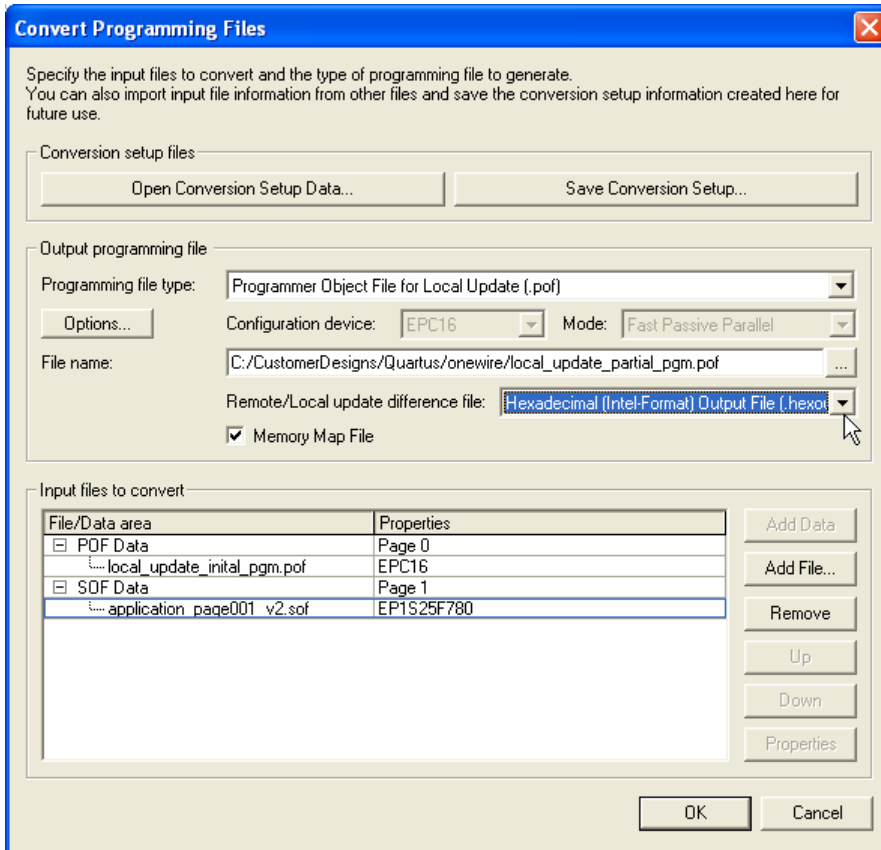 Convert Programming Files
Specify the input files to convert and the type of programming file to generate.
You can also import input file information from other files and save the conversion setup information created here for
future use.
Conversion setup files
Open Conversion Setup Data...
Save Conversion Setup...
Output programming file
Programming file type:
Programmer Object File for Local Update (.pof)
Options...
Configuration device:
EPC16
Mode:
Fast Passive Parallel
File name:
C:/CustomerDesigns/Quartus/onewire/local_update_partial_pgm.pof
...
Remote/Local update difference file:
Hexadecimal (Intel-Format) Output File (.hexou
Memory Map File
Input files to convert
File/Data area
Properties
POF Data
Page 0
local_update_inital_pgm.pof
EPC16
SOF Data
Page 1
application_page001_v2.sof
EP1S25F780
Add Data
Add File...
Remove
Up
Down
Properties
OK
Cancel